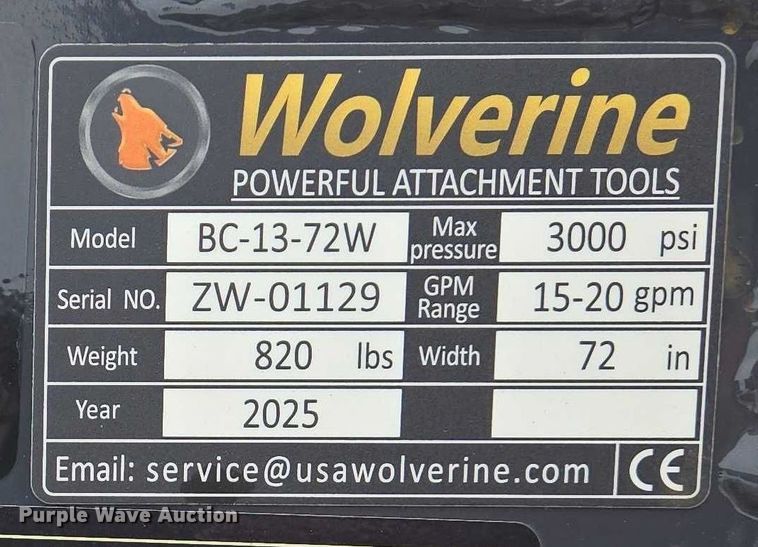 Wolverine
POWERFUL ATTACHMENT TOOLS
Model BC-13-72W Max pressure 3000 psi
Serial NO. ZW-01129 GPM Range 15-20 gpm
Weight 820 lbs Width 72 in
Year 2025
Email: service@usawolverine.com CE
Purple Wave Auction